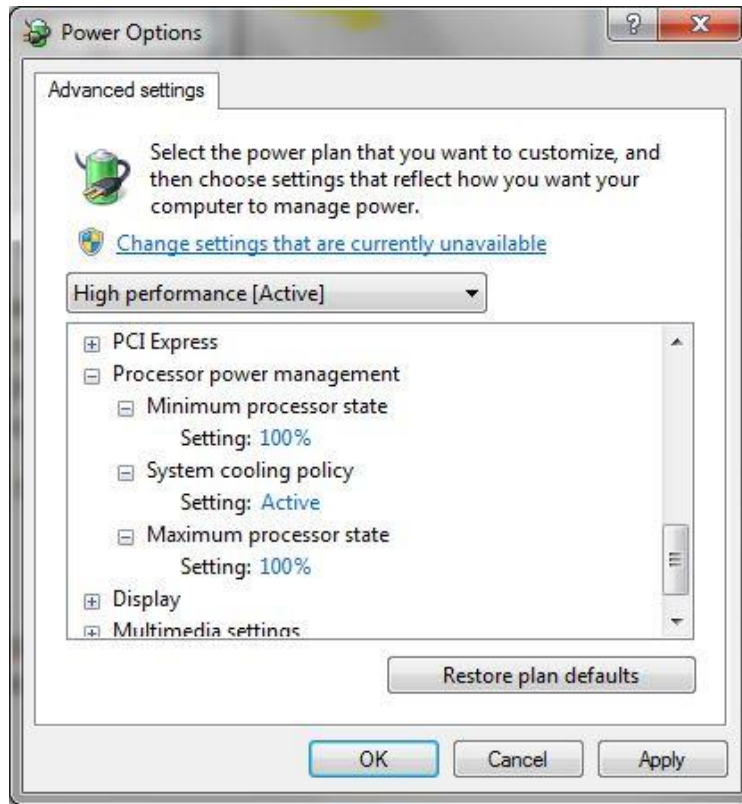 Power Options
Advanced settings
Select the power plan that you want to customize, and
then choose settings that reflect how you want your
computer to manage power.
Change settings that are currently unavailable
High performance [Active]
PCI Express
Processor power management
Minimum processor state
Setting: 100%
System cooling policy
Setting: Active
Maximum processor state
Setting: 100%
Display
Multimedia settings
Restore plan defaults
OK Cancel Apply